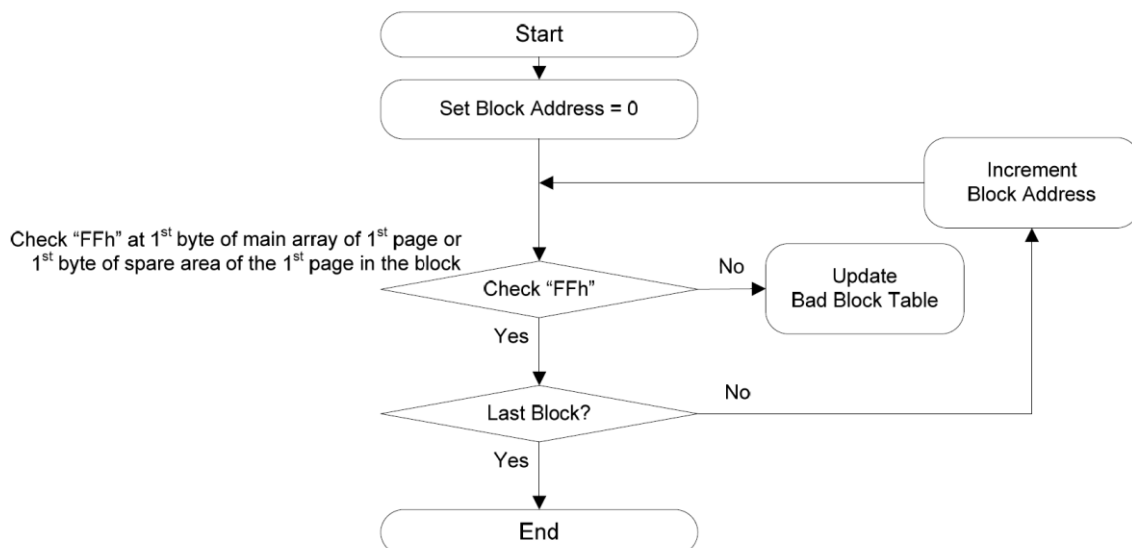 Start
Set Block Address = 0
Increment
Block Address
Check “FFh” at 1st byte of main array of 1st page or
1st byte of spare area of the 1st page in the block
Check “FFh”
No
Update
Bad Block Table
Yes
Last Block?
No
Yes
End